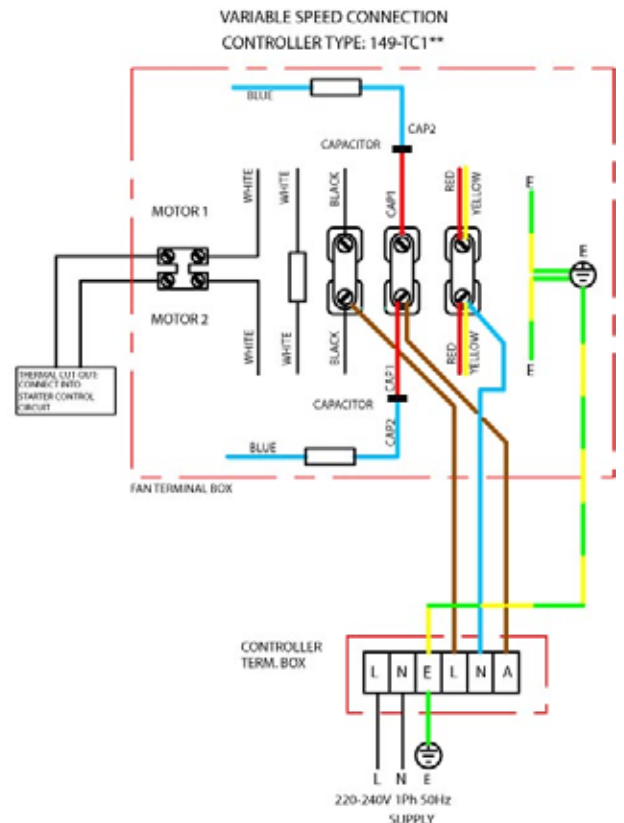 VARIABLE SPEED CONNECTION
CONTROLLER TYPE: 149-TC1**
BLUE
CAP2
CAPACITOR
WHITE
WHITE
BLACK
CAP1
RED
YELLOW
E
MOTOR 1
E
MOTOR 2
WHITE
WHITE
BLACK
CAP1
RED
YELLOW
E
THERMAL CUT-OUT:
CONNECT INTO
STARTER CONTROL
CIRCUIT
CAPACITOR
CAP2
BLUE
FAN TERMINAL BOX
CONTROLLER
TERM. BOX
L N E L N A
L N E
220-240V 1Ph 50Hz
SUPPLY